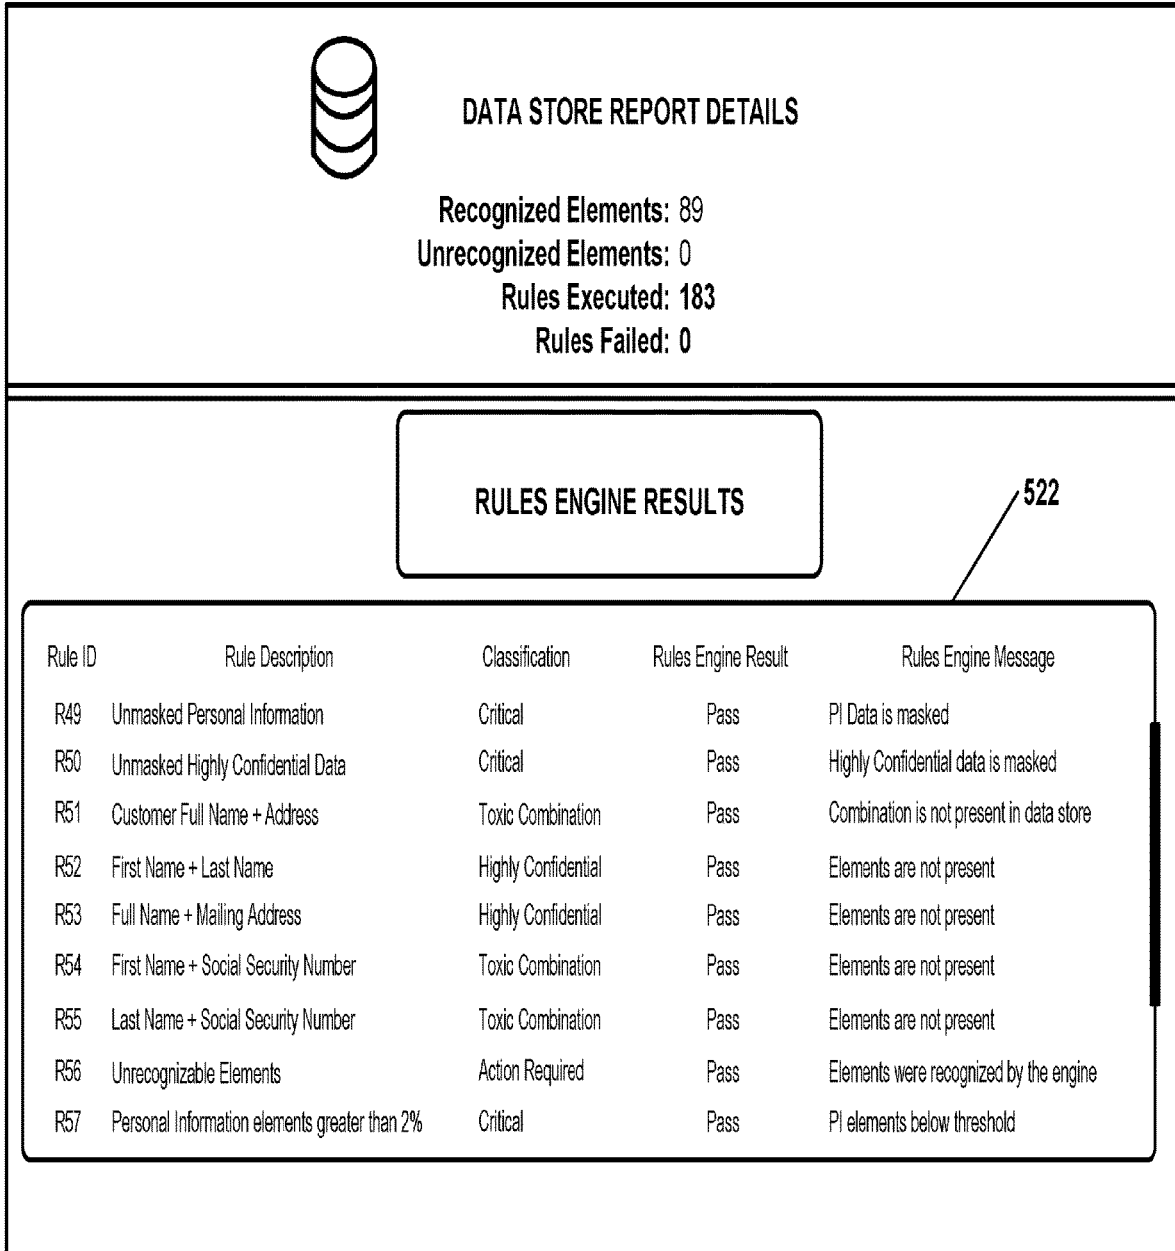 DATA STORE REPORT DETAILS
Recognized Elements: 89
Unrecognized Elements: 0
Rules Executed: 183
Rules Failed: 0
RULES ENGINE RESULTS
522
Rule ID Rule Description Classification Rules Engine Result Rules Engine Message
R49 Unmasked Personal Information Critical Pass PI Data is masked
R50 Unmasked Highly Confidential Data Critical Pass Highly Confidential data is masked
R51 Customer Full Name + Address Toxic Combination Pass Combination is not present in data store
R52 First Name + Last Name Highly Confidential Pass Elements are not present
R53 Full Name + Mailing Address Highly Confidential Pass Elements are not present
R54 First Name + Social Security Number Toxic Combination Pass Elements are not present
R55 Last Name + Social Security Number Toxic Combination Pass Elements are not present
R56 Unrecognizable Elements Action Required Pass Elements were recognized by the engine
R57 Personal Information elements greater than 2% Critical Pass PI elements below threshold